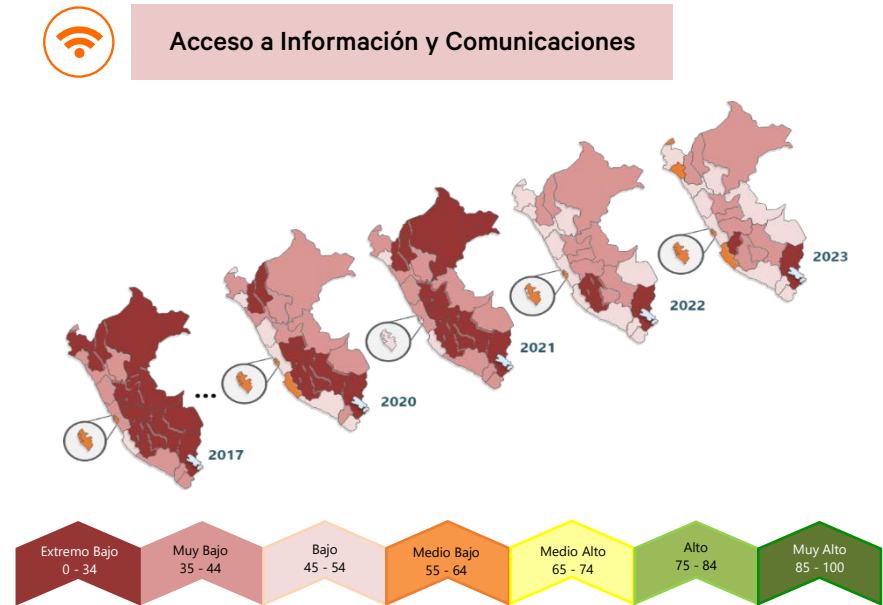 Acceso a Información y Comunicaciones
2023
2022
2021
...
2020
2017
Extremo Bajo
0 - 34
Muy Bajo
35 - 44
Bajo
45 - 54
Medio Bajo
55 - 64
Medio Alto
65 - 74
Alto
75 - 84
Muy Alto
85 - 100